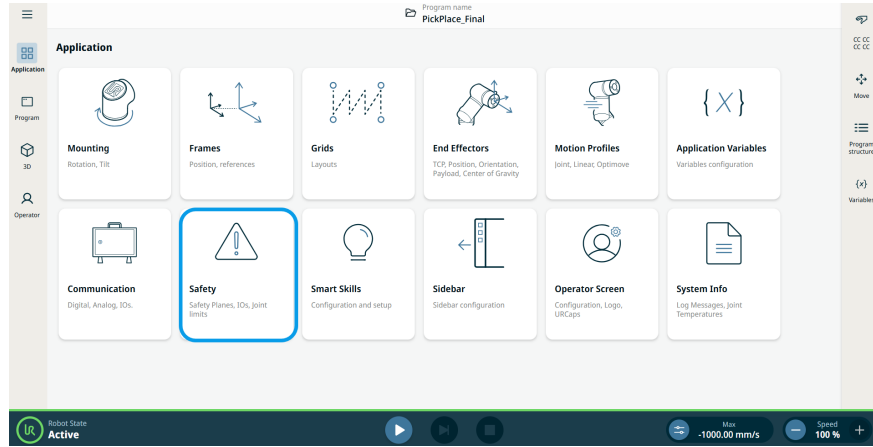 Program name
PickPlace_Final
Application
Application
Program
3D
Operator
Mounting
Rotation, Tilt
Frames
Position, references
Grids
Layouts
End Effectors
TCP, Position, Orientation,
Payload, Center of Gravity
Motion Profiles
Joint, Linear, Optimove
{X}
Application Variables
Variables configuration
Communication
Digital, Analog, IOs.
Safety
Safety Planes, IOs, Joint
limits
Smart Skills
Configuration and setup
Sidebar
Sidebar configuration
Operator Screen
Configuration, Logo,
URCaps
System Info
Log Messages, Joint
Temperatures
CC CC
CC CC
Move
Program
structure
{x}
Variables
Robot State
Active
Max
-1000.00 mm/s
Speed
100 %